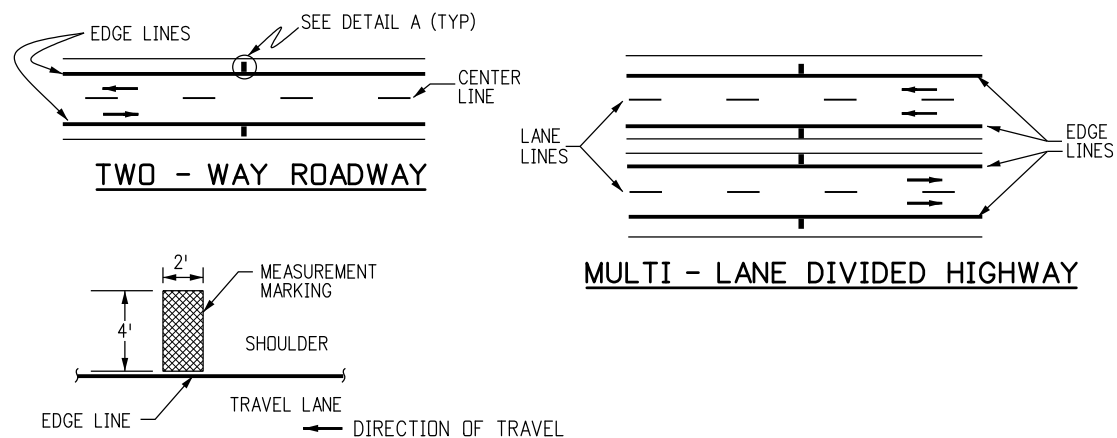 EDGE LINES
SEE DETAIL A (TYP)
CENTER
LINE
TWO - WAY ROADWAY
LANE
LINES
EDGE
LINES
MULTI - LANE DIVIDED HIGHWAY
2'
MEASUREMENT
MARKING
4'
SHOULDER
EDGE LINE
TRAVEL LANE
DIRECTION OF TRAVEL